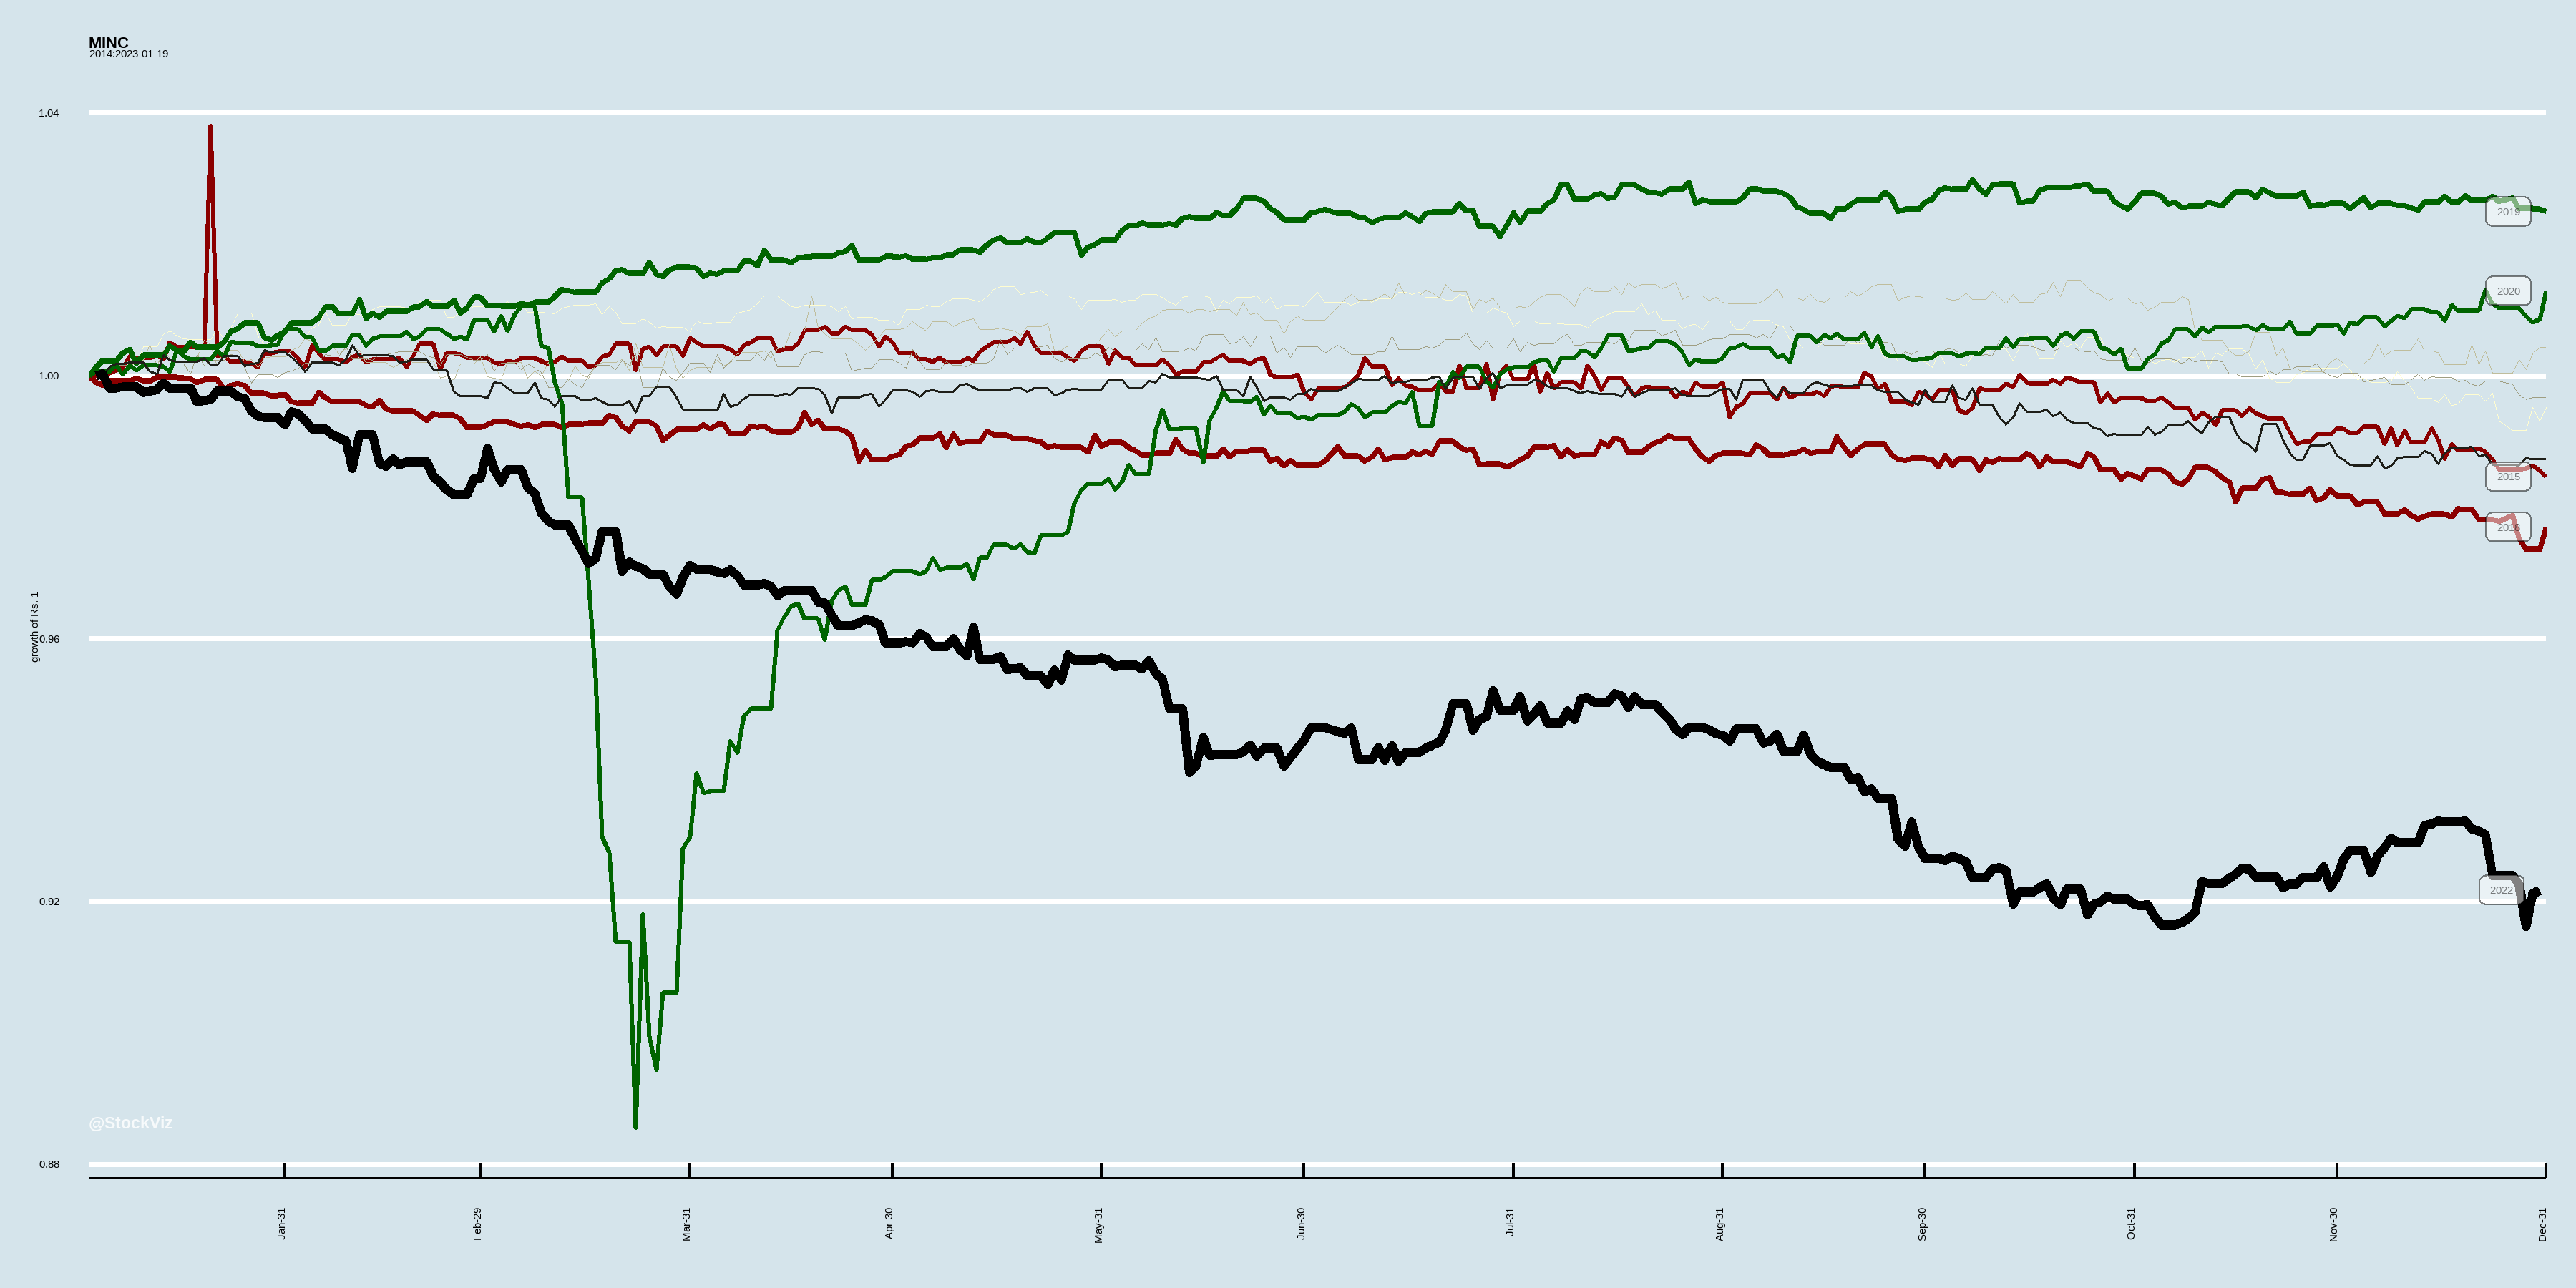 MINC
2014:2023-01-19
1.04
1.00
0.96
0.92
0.88
growth of Rs. 1
2019
2020
2015
2018
2022
@StockViz
Jan-31
Feb-29
Mar-31
Apr-30
May-31
Jun-30
Jul-31
Aug-31
Sep-30
Oct-31
Nov-30
Dec-31